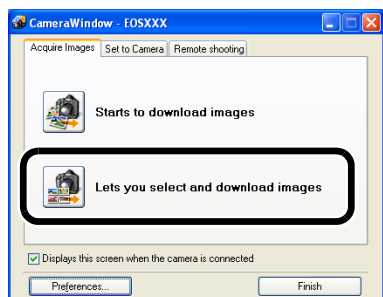 CameraWindow - EOSXXX
Acquire Images Set to Camera Remote shooting
Starts to download images
Lets you select and download images
Displays this screen when the camera is connected
Preferences... Finish